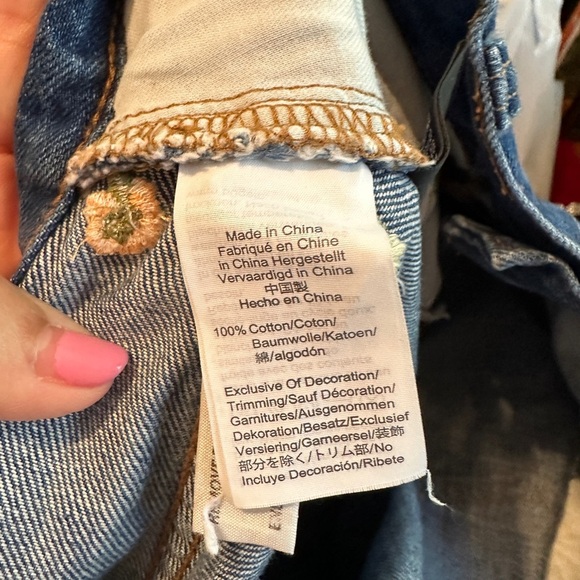 Made in China
Fabriqué en Chine
in China Hergestellt
Vervaardigd in China
中国製
Hecho en China
100% Cotton/Coton/
Baumwolle/Katoen/
綿/algodón
Exclusive Of Decoration/
Trimming/Sauf Décoration/
Garnitures/Ausgenommen
Dekoration/Besatz/Exclusief
Versiering/Garneersel/装飾
部分を除く/トリム部/No
Incluye Decoración/Ribete